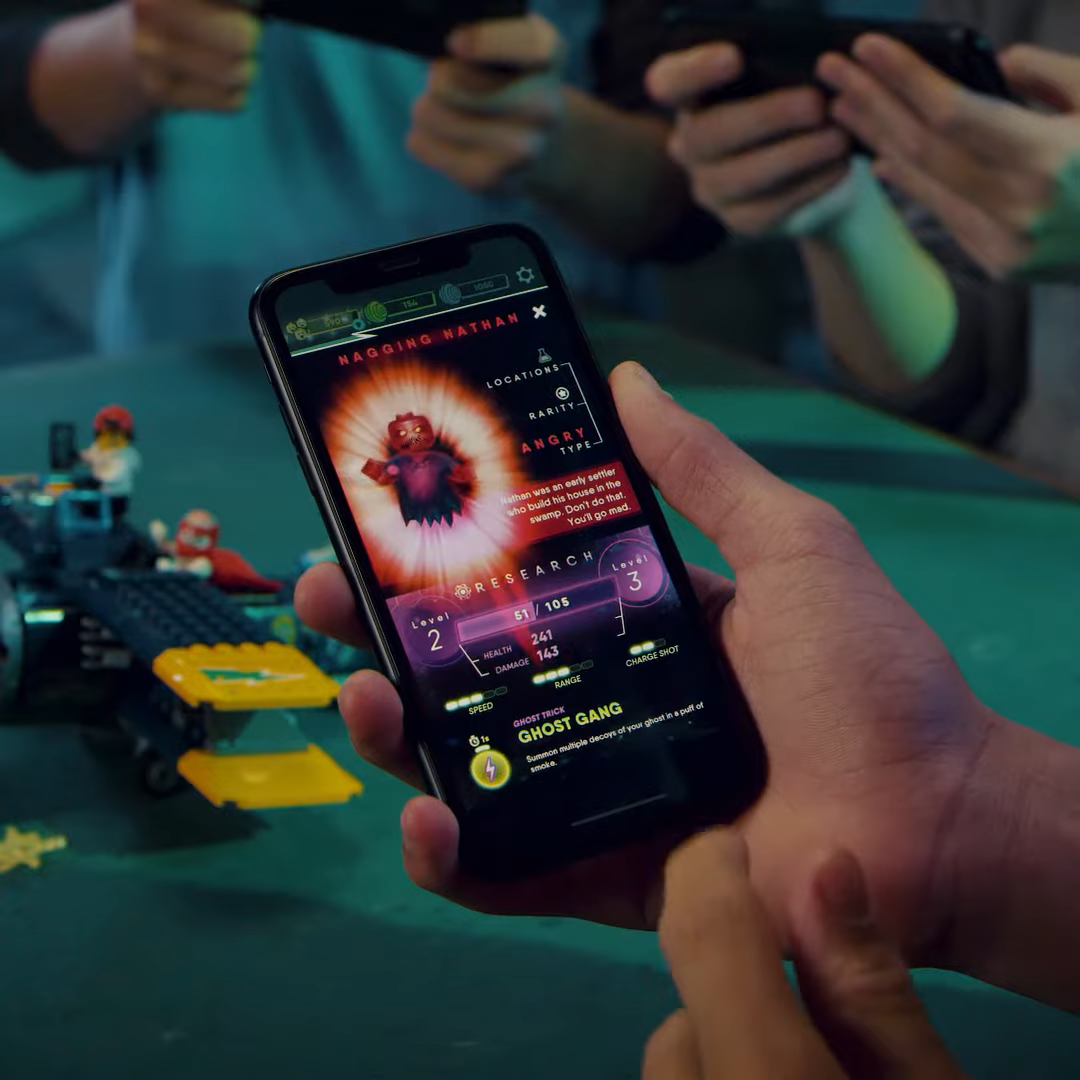 154
1050
NAGGING NATHAN
LOCATIONS
RARITY
ANGRY
TYPE
Nathan was an early settler
who build his house in the
swamp. Don't do that.
You'll go mad.
RESEARCH
Level
2
51 / 105
Level
3
HEALTH 241
DAMAGE 143
SPEED
RANGE
CHARGE SHOT
1s
GHOST TRICK
GHOST GANG
Summon multiple decoys of your ghost in a puff of
smoke.